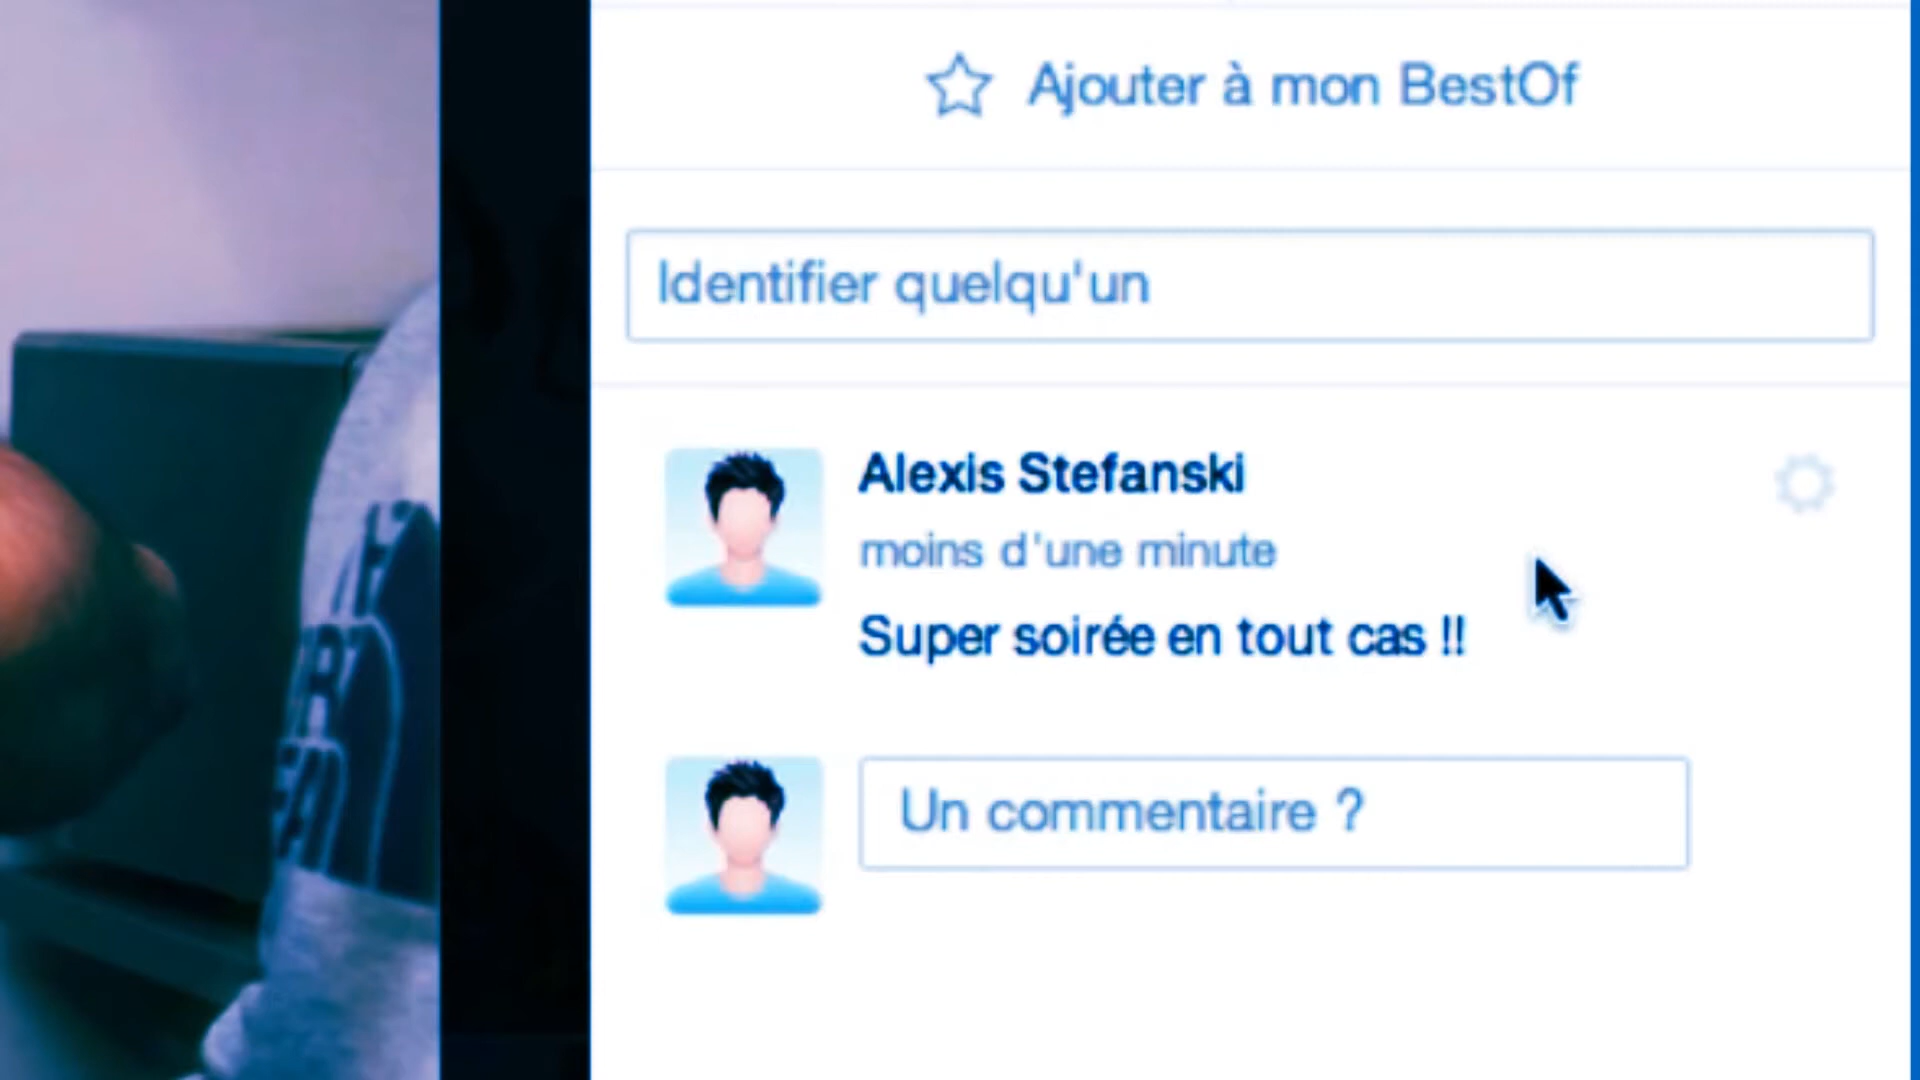 Ajouter à mon BestOf
Identifier quelqu'un
Alexis Stefanski
moins d'une minute
Super soirée en tout cas !!
Un commentaire ?